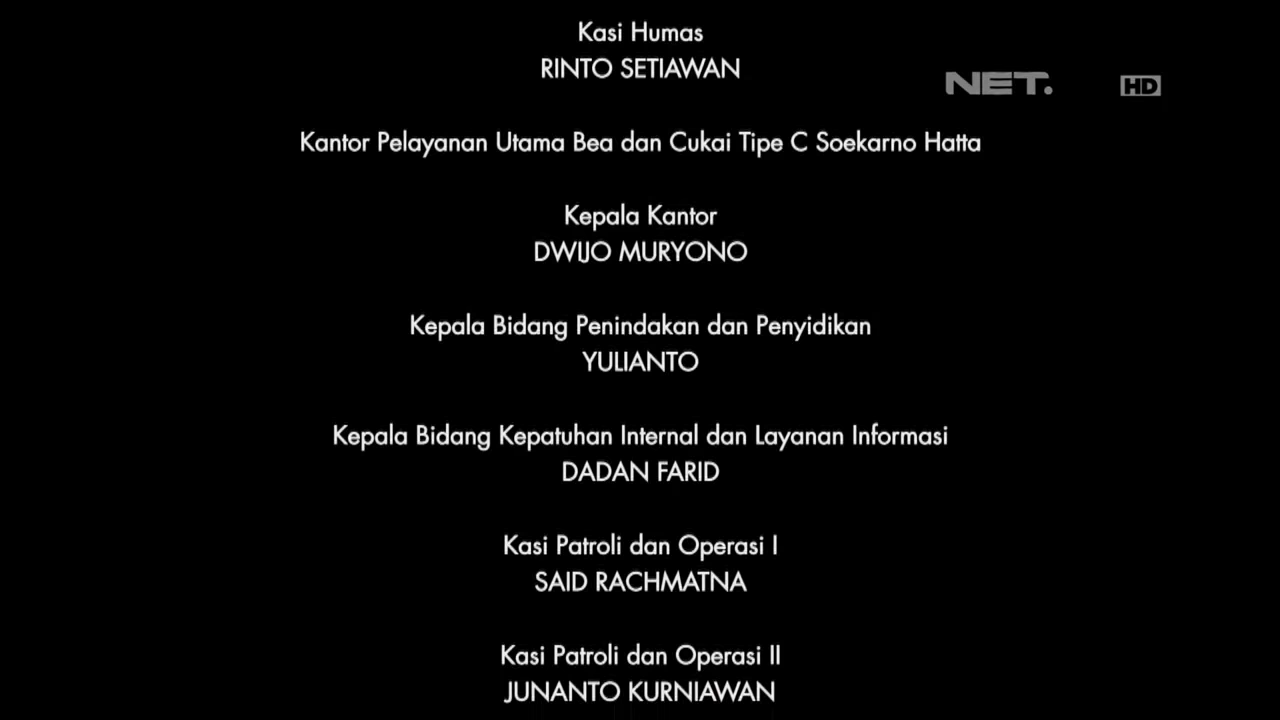 Kasi Humas
RINTO SETIAWAN
NET.
HD
Kantor Pelayanan Utama Bea dan Cukai Tipe C Soekarno Hatta
Kepala Kantor
DWIJO MURYONO
Kepala Bidang Penindakan dan Penyidikan
YULIANTO
Kepala Bidang Kepatuhan Internal dan Layanan Informasi
DADAN FARID
Kasi Patroli dan Operasi I
SAID RACHMATNA
Kasi Patroli dan Operasi II
JUNANTO KURNIAWAN